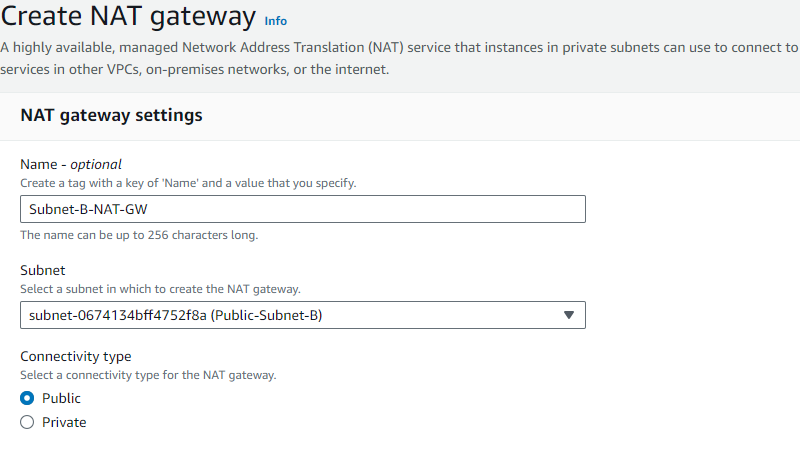 Create NAT gateway Info
A highly available, managed Network Address Translation (NAT) service that instances in private subnets can use to connect to
services in other VPCs, on-premises networks, or the internet.
NAT gateway settings
Name - optional
Create a tag with a key of 'Name' and a value that you specify.
Subnet-B-NAT-GW
The name can be up to 256 characters long.
Subnet
Select a subnet in which to create the NAT gateway.
subnet-0674134bff4752f8a (Public-Subnet-B)
Connectivity type
Select a connectivity type for the NAT gateway.
Public
Private